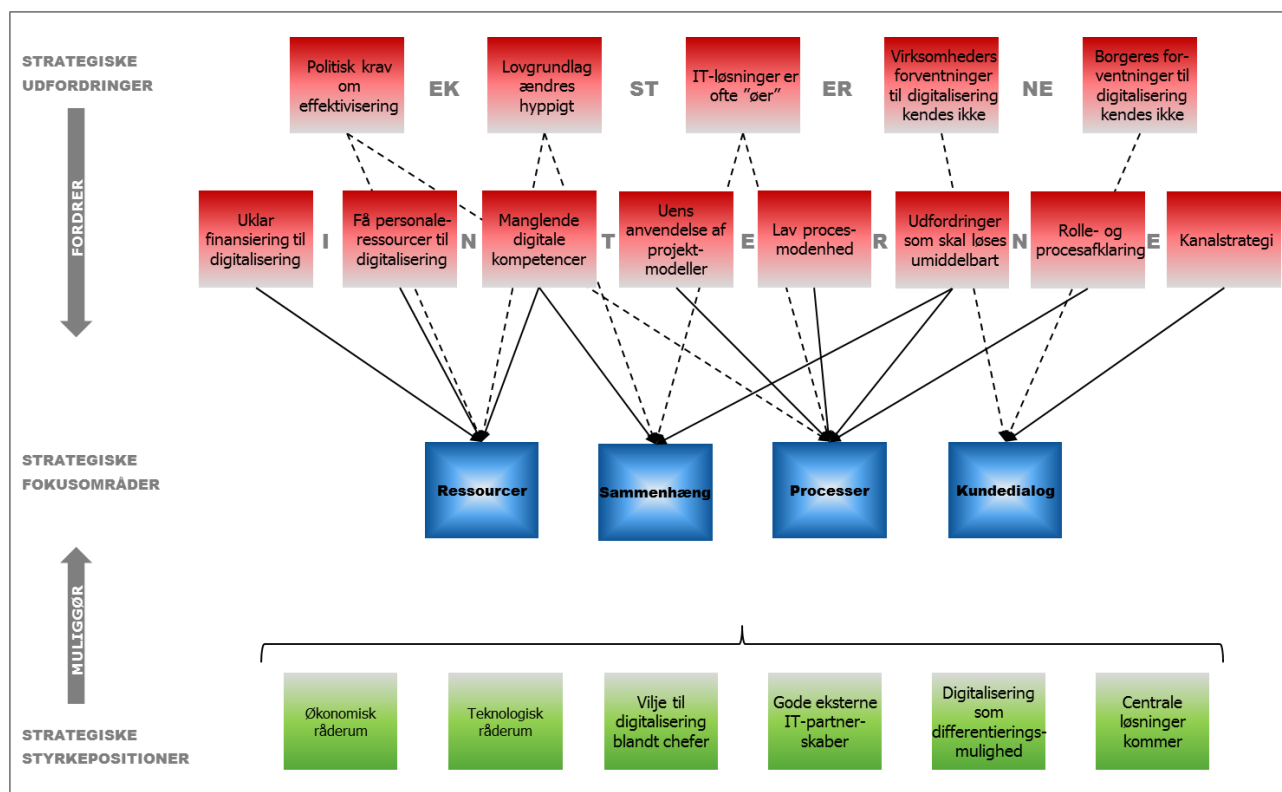 STRATEGISKE
UDFORDRINGER
Politisk krav
om
effektivisering
EK
Lovgrundlag
ændres
hyppigt
ST
IT-løsninger er
ofte ”øer”
ER
Virksomheders
forventninger
til digitalisering
kendes ikke
NE
Borgeres for-
ventninger til
digitalisering
kendes ikke
FORDRER
Uklar
finansiering til
digitalisering
I
Få personale-
ressourcer til
digitalisering
N
Manglende
digitale
kompetencer
T
Uens
anvendelse af
projekt-
modeller
E
Lav proces-
modenhed
R
Udfordringer
som skal løses
umiddelbart
N
Rolle- og
procesafklaring
E
Kanalstrategi
STRATEGISKE
FOKUSOMRÅDER
Ressourcer
Sammenhæng
Processer
Kundedialog
MULIGGØR
STRATEGISKE
STYRKEPOSITIONER
Økonomisk
råderum
Teknologisk
råderum
Vilje til
digitalisering
blandt chefer
Gode eksterne
IT-partner-
skaber
Digitalisering
som
differentierings-
mulighed
Centrale
løsninger
kommer